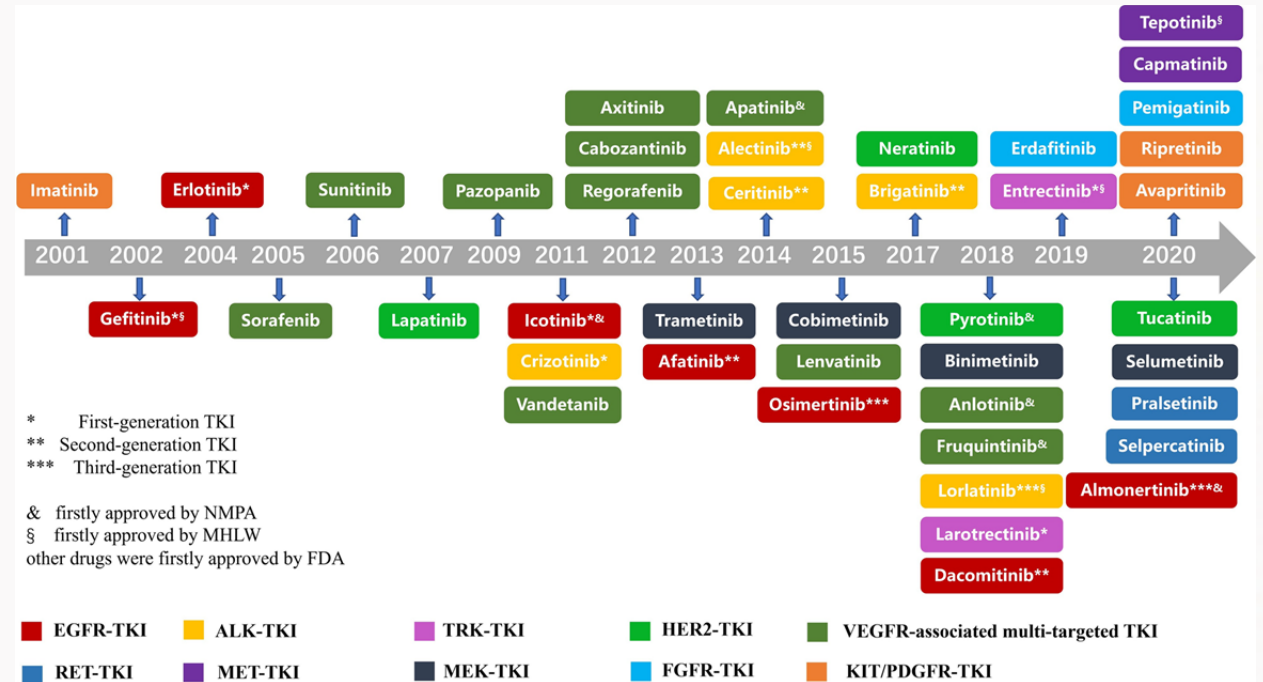 Tepotinib§
Capmatinib
Axitinib Apatinib& Pemigatinib
Cabozantinib Alectinib**§ Neratinib Erdafitinib Ripretinib
Imatinib Erlotinib* Sunitinib Pazopanib Regorafenib Ceritinib** Brigatinib** Entrectinib*§ Avapritinib
2001 2002 2004 2005 2006 2007 2009 2011 2012 2013 2014 2015 2017 2018 2019 2020
Gefitinib*§ Sorafenib Lapatinib Icotinib*& Trametinib Cobimetinib Pyrotinib& Tucatinib
Crizotinib* Afatinib** Lenvatinib Binimetinib Selumetinib
Vandetanib Osimertinib*** Anlotinib& Pralsetinib
* First-generation TKI
** Second-generation TKI
*** Third-generation TKI
Fruquintinib& Selpercatinib
Lorlatinib***§ Almonertinib***&
& firstly approved by NMPA
§ firstly approved by MHLW
other drugs were firstly approved by FDA
Larotrectinib*
Dacomitinib**
EGFR-TKI ALK-TKI TRK-TKI HER2-TKI VEGFR-associated multi-targeted TKI
RET-TKI MET-TKI MEK-TKI FGFR-TKI KIT/PDGFR-TKI